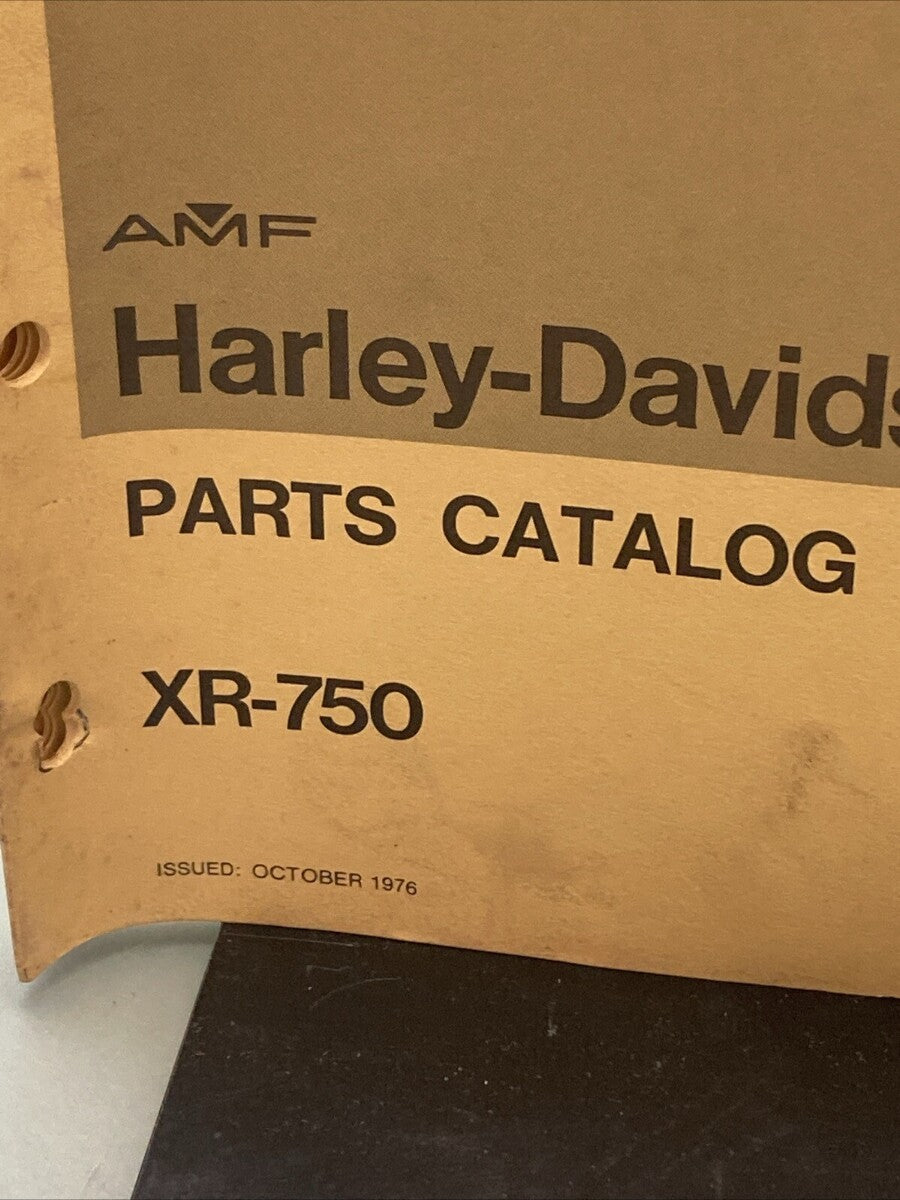 AMF
Harley-Davids
PARTS CATALOG
XR-750
ISSUED: OCTOBER 1976